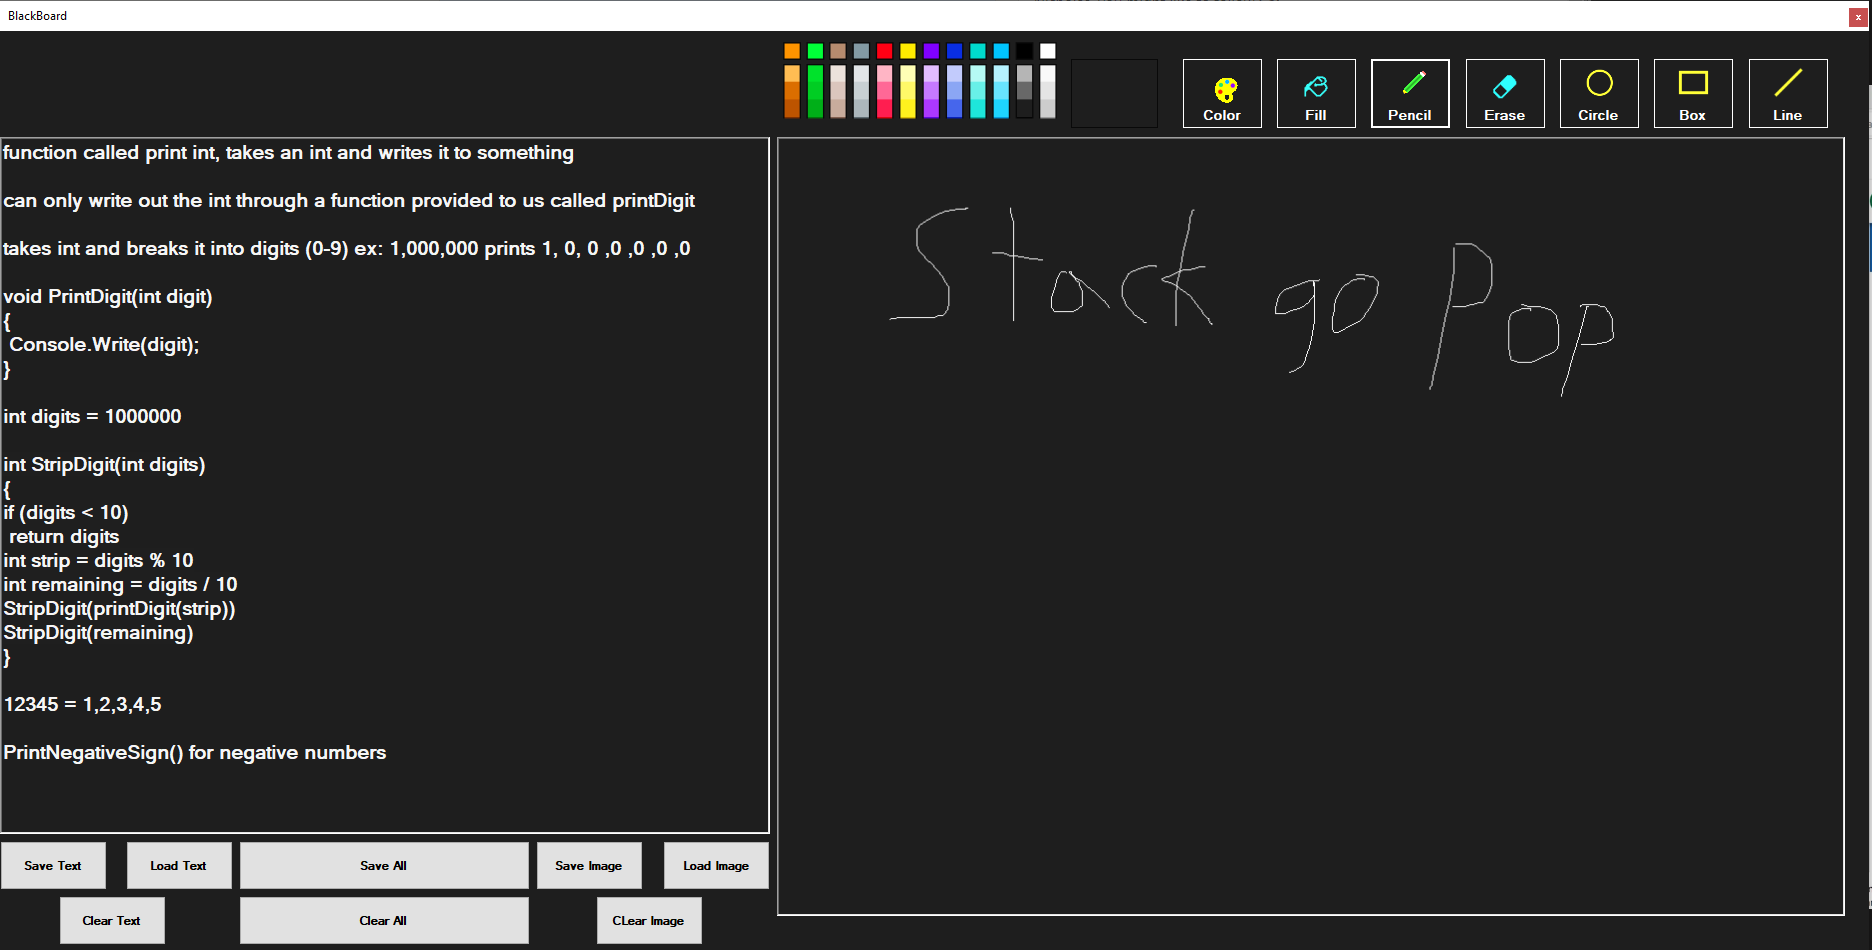 BlackBoard
x
Color Fill Pencil Erase Circle Box Line
function called print int, takes an int and writes it to something
can only write out the int through a function provided to us called printDigit
takes int and breaks it into digits (0-9) ex: 1,000,000 prints 1, 0, 0 ,0 ,0 ,0 ,0
void PrintDigit(int digit)
{
Console.Write(digit);
}
int digits = 1000000
int StripDigit(int digits)
{
if (digits < 10)
return digits
int strip = digits % 10
int remaining = digits / 10
StripDigit(printDigit(strip))
StripDigit(remaining)
}
12345 = 1,2,3,4,5
PrintNegativeSign() for negative numbers
Stack go Pop
Save Text Load Text Save All Save Image Load Image
Clear Text Clear All CLear Image